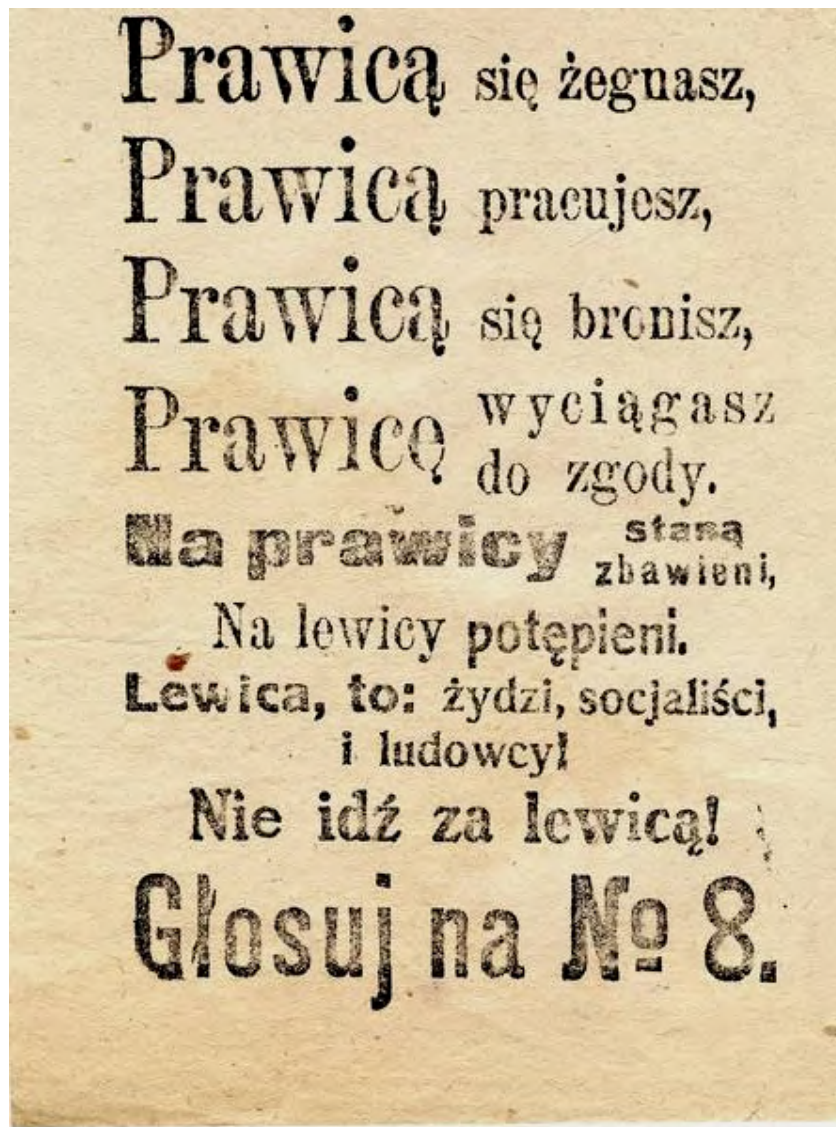 Prawicą się żegnasz,
Prawicą pracujesz,
Prawicą się bronisz,
Prawicę wyciągasz
do zgody.
Na prawicy staną
zbawieni,
Na lewicy potępieni.
Lewica, to: żydzi, socjaliści,
i ludowcy!
Nie idź za lewicą!
Głosuj na № 8.